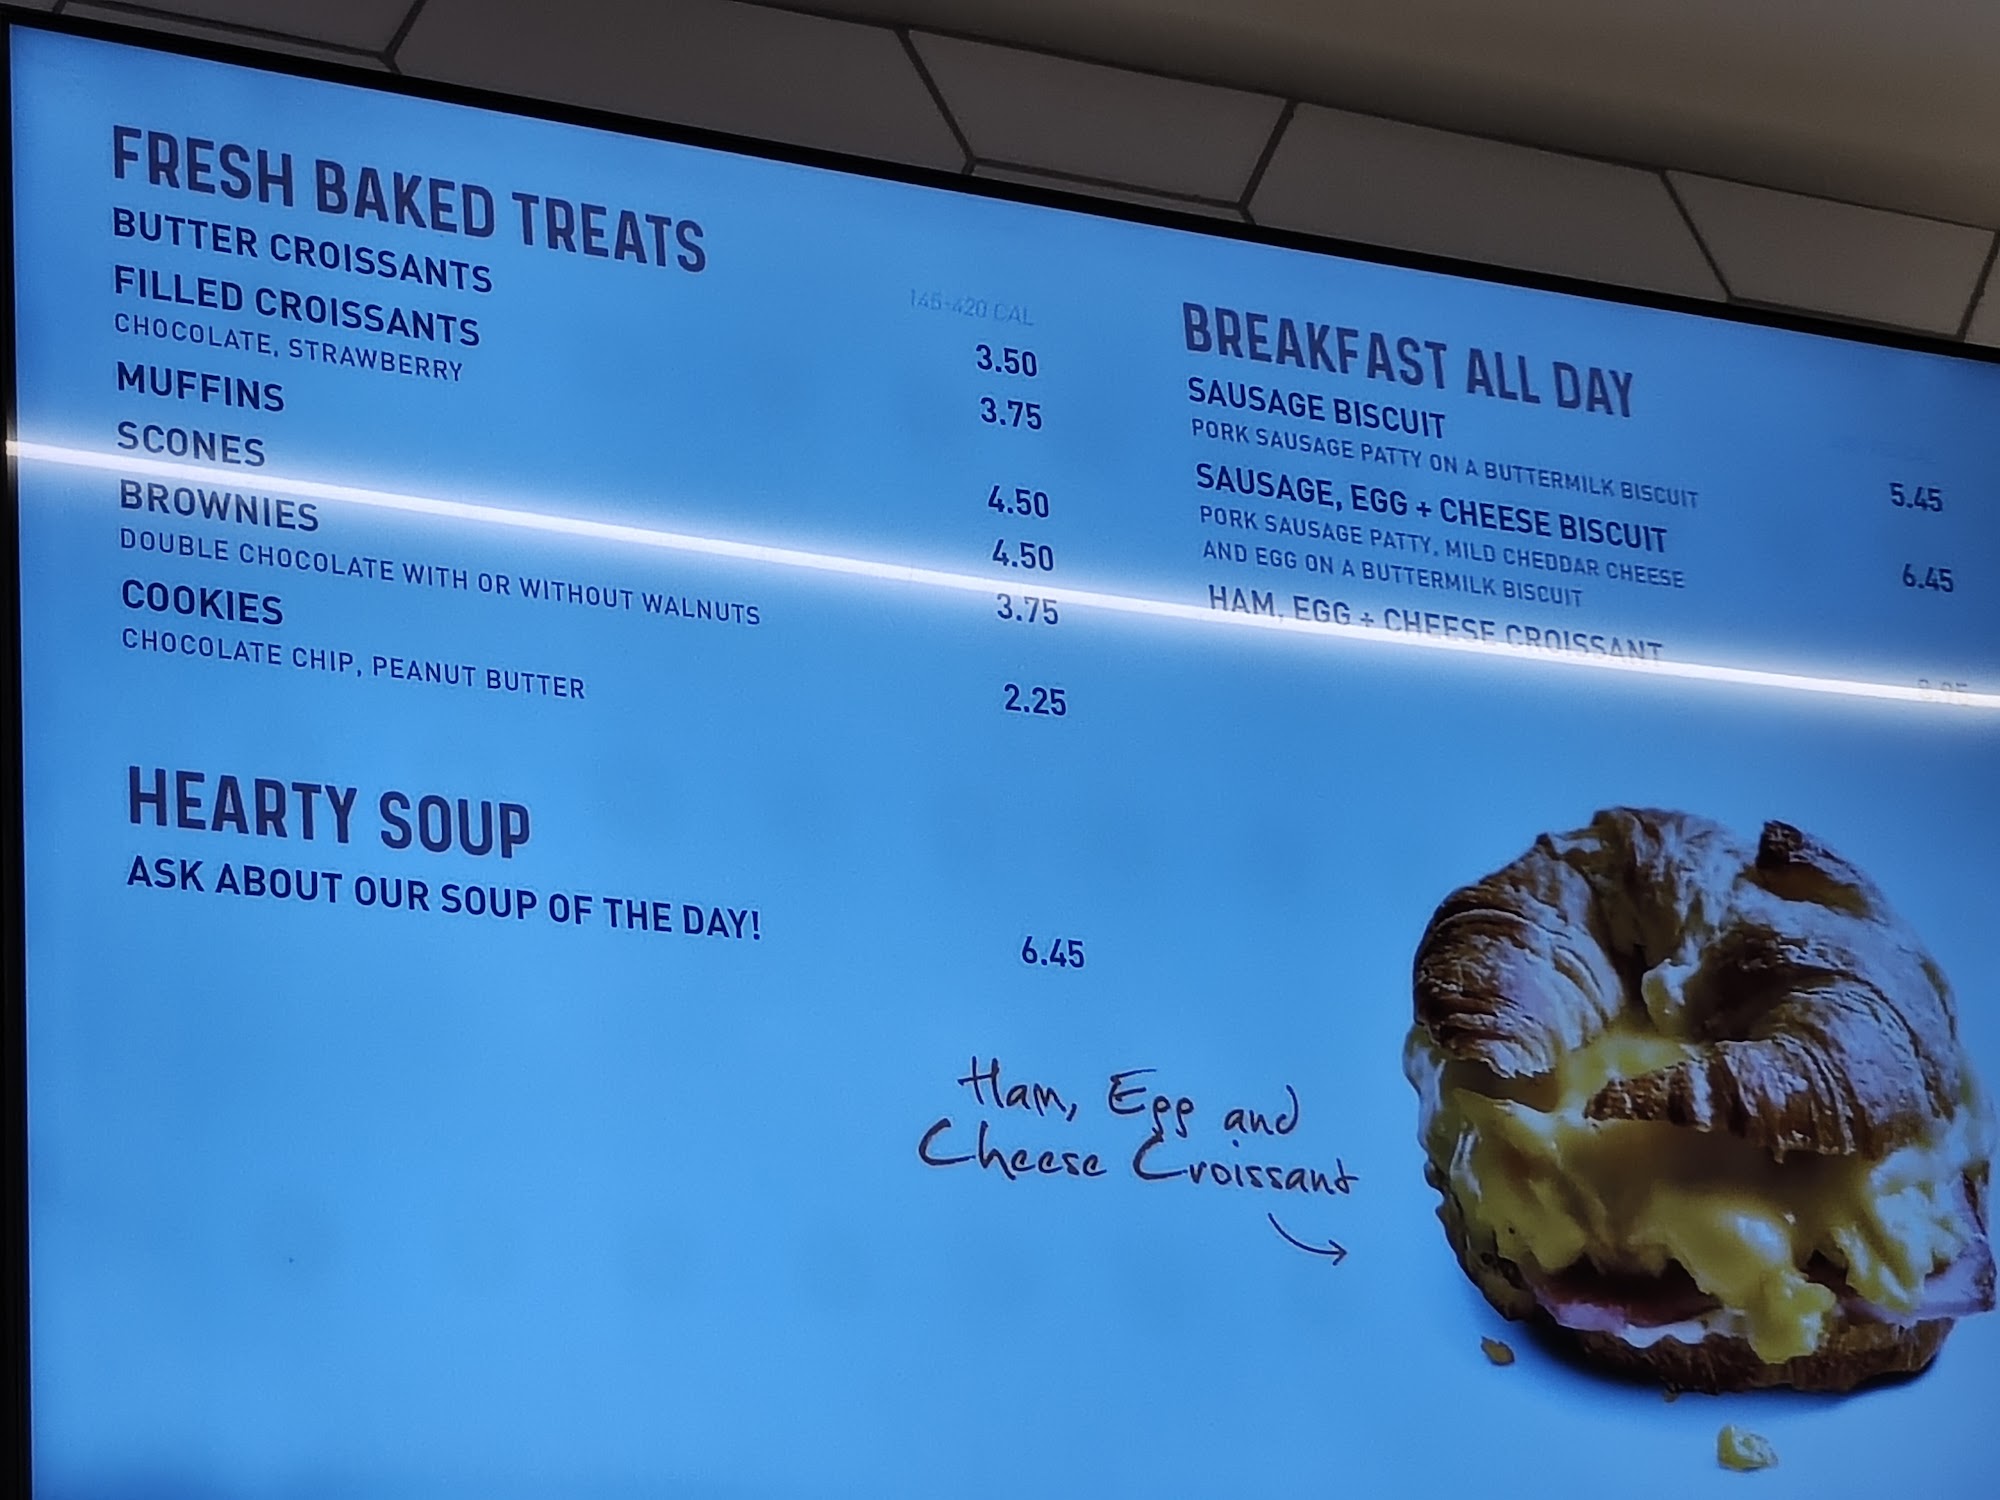 FRESH BAKED TREATS
145-420 CAL
BUTTER CROISSANTS 3.50
FILLED CROISSANTS 3.75
CHOCOLATE, STRAWBERRY
MUFFINS 4.50
SCONES 4.50
BROWNIES 3.75
DOUBLE CHOCOLATE WITH OR WITHOUT WALNUTS
COOKIES 2.25
CHOCOLATE CHIP, PEANUT BUTTER
HEARTY SOUP
ASK ABOUT OUR SOUP OF THE DAY! 6.45
BREAKFAST ALL DAY
SAUSAGE BISCUIT 5.45
PORK SAUSAGE PATTY ON A BUTTERMILK BISCUIT
SAUSAGE, EGG + CHEESE BISCUIT 6.45
PORK SAUSAGE PATTY, MILD CHEDDAR CHEESE
AND EGG ON A BUTTERMILK BISCUIT
HAM, EGG + CHEESE CROISSANT
Ham, Egg and
Cheese Croissant